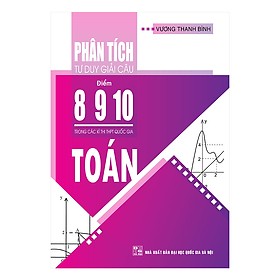 VƯƠNG THANH BÌNH
PHÂN TÍCH
TƯ DUY GIẢI CÂU
Điểm
8 9 10
TRONG CÁC KÌ THI THPT QUỐC GIA
TOÁN
NHÀ XUẤT BẢN ĐẠI HỌC QUỐC GIA HÀ NỘI